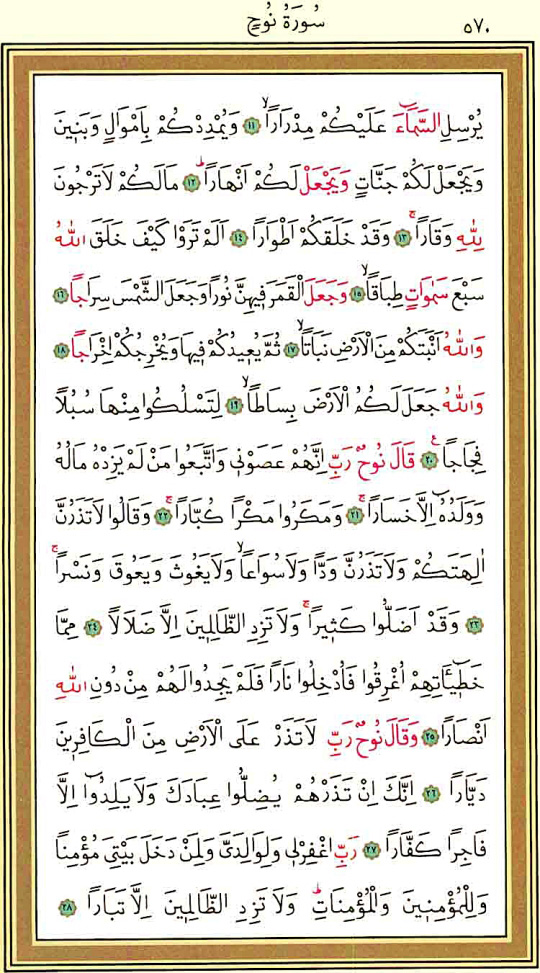 سُورَةُ نُوحٍ ٥٧٠
يُرْسِلِ السَّمَٓاءَ عَلَيْكُمْ مِدْرَاراًۙ ﴿١١﴾ وَيُمْدِدْكُمْ بِاَمْوَالٍ وَبَن۪ينَ
وَيَجْعَلْ لَكُمْ جَنَّاتٍ وَيَجْعَلْ لَكُمْ اَنْهَاراًۜ ﴿١٢﴾ مَالَكُمْ لَا تَرْجُونَ
لِلّٰهِ وَقَاراًۚ ﴿١٣﴾ وَقَدْ خَلَقَكُمْ اَطْوَاراً ﴿١٤﴾ اَلَمْ تَرَوْا كَيْفَ خَلَقَ اللّٰهُ
سَبْعَ سَمٰوَاتٍ طِبَاقاًۙ ﴿١٥﴾ وَجَعَلَ الْقَمَرَ ف۪يهِنَّ نُوراً وَجَعَلَ الشَّمْسَ سِرَاجاً ﴿١٦﴾
وَاللّٰهُ اَنْبَتَكُمْ مِنَ الْاَرْضِ نَبَاتاًۙ ﴿١٧﴾ ثُمَّ يُع۪يدُكُمْ ف۪يهَا وَيُخْرِجُكُمْ اِخْرَاجاً ﴿١٨﴾
وَاللّٰهُ جَعَلَ لَكُمُ الْاَرْضَ بِسَاطاًۙ ﴿١٩﴾ لِتَسْلُكُوا مِنْهَا سُبُلاً
فِجَاجاً۟ ﴿٢٠﴾ قَالَ نُوحٌ رَبِّ اِنَّهُمْ عَصَوْن۪ي وَاتَّبَعُوا مَنْ لَمْ يَزِدْهُ مَالُهُ
وَوَلَدُهُٓ اِلَّا خَسَاراًۚ ﴿٢١﴾ وَمَكَرُوا مَكْراً كُبَّاراًۚ ﴿٢٢﴾ وَقَالُوا لَا تَذَرُنَّ
اٰلِهَتَكُمْ وَلَا تَذَرُنَّ وَداًّ وَلَا سُوَاعاًۙ وَلَا يَغُوثَ وَيَعُوقَ وَنَسْراًۚ
﴿٢٣﴾ وَقَدْ اَضَلُّوا كَث۪يراًۚ وَلَا تَزِدِ الظَّالِم۪ينَ اِلَّا ضَلَالاً ﴿٢٤﴾ مِمَّا
خَط۪ٓيـَٔاتِهِمْ اُغْرِقُوا فَاُدْخِلُوا نَاراً فَلَمْ يَجِدُوا لَهُمْ مِنْ دُونِ اللّٰهِ
اَنْصَاراً ﴿٢٥﴾ وَقَالَ نُوحٌ رَبِّ لَا تَذَرْ عَلَى الْاَرْضِ مِنَ الْكَافِر۪ينَ
دَيَّاراً ﴿٢٦﴾ اِنَّكَ اِنْ تَذَرْهُمْ يُضِلُّوا عِبَادَكَ وَلَا يَلِدُٓوا اِلَّا
فَاجِراً كَفَّاراً ﴿٢٧﴾ رَبِّ اغْفِرْ ل۪ي وَلِوَالِدَيَّ وَلِمَنْ دَخَلَ بَيْتِيَ مُؤْمِناً
وَلِلْمُؤْمِن۪ينَ وَالْمُؤْمِنَاتِۜ وَلَا تَزِدِ الظَّالِم۪ينَ اِلَّا تَبَاراً ﴿٢٨﴾